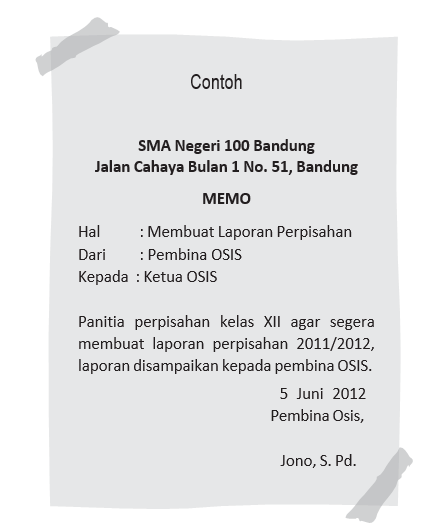 Contoh
SMA Negeri 100 Bandung
Jalan Cahaya Bulan 1 No. 51, Bandung
MEMO
Hal : Membuat Laporan Perpisahan
Dari : Pembina OSIS
Kepada : Ketua OSIS
Panitia perpisahan kelas XII agar segera
membuat laporan perpisahan 2011/2012,
laporan disampaikan kepada pembina OSIS.
5 Juni 2012
Pembina Osis,
Jono, S. Pd.